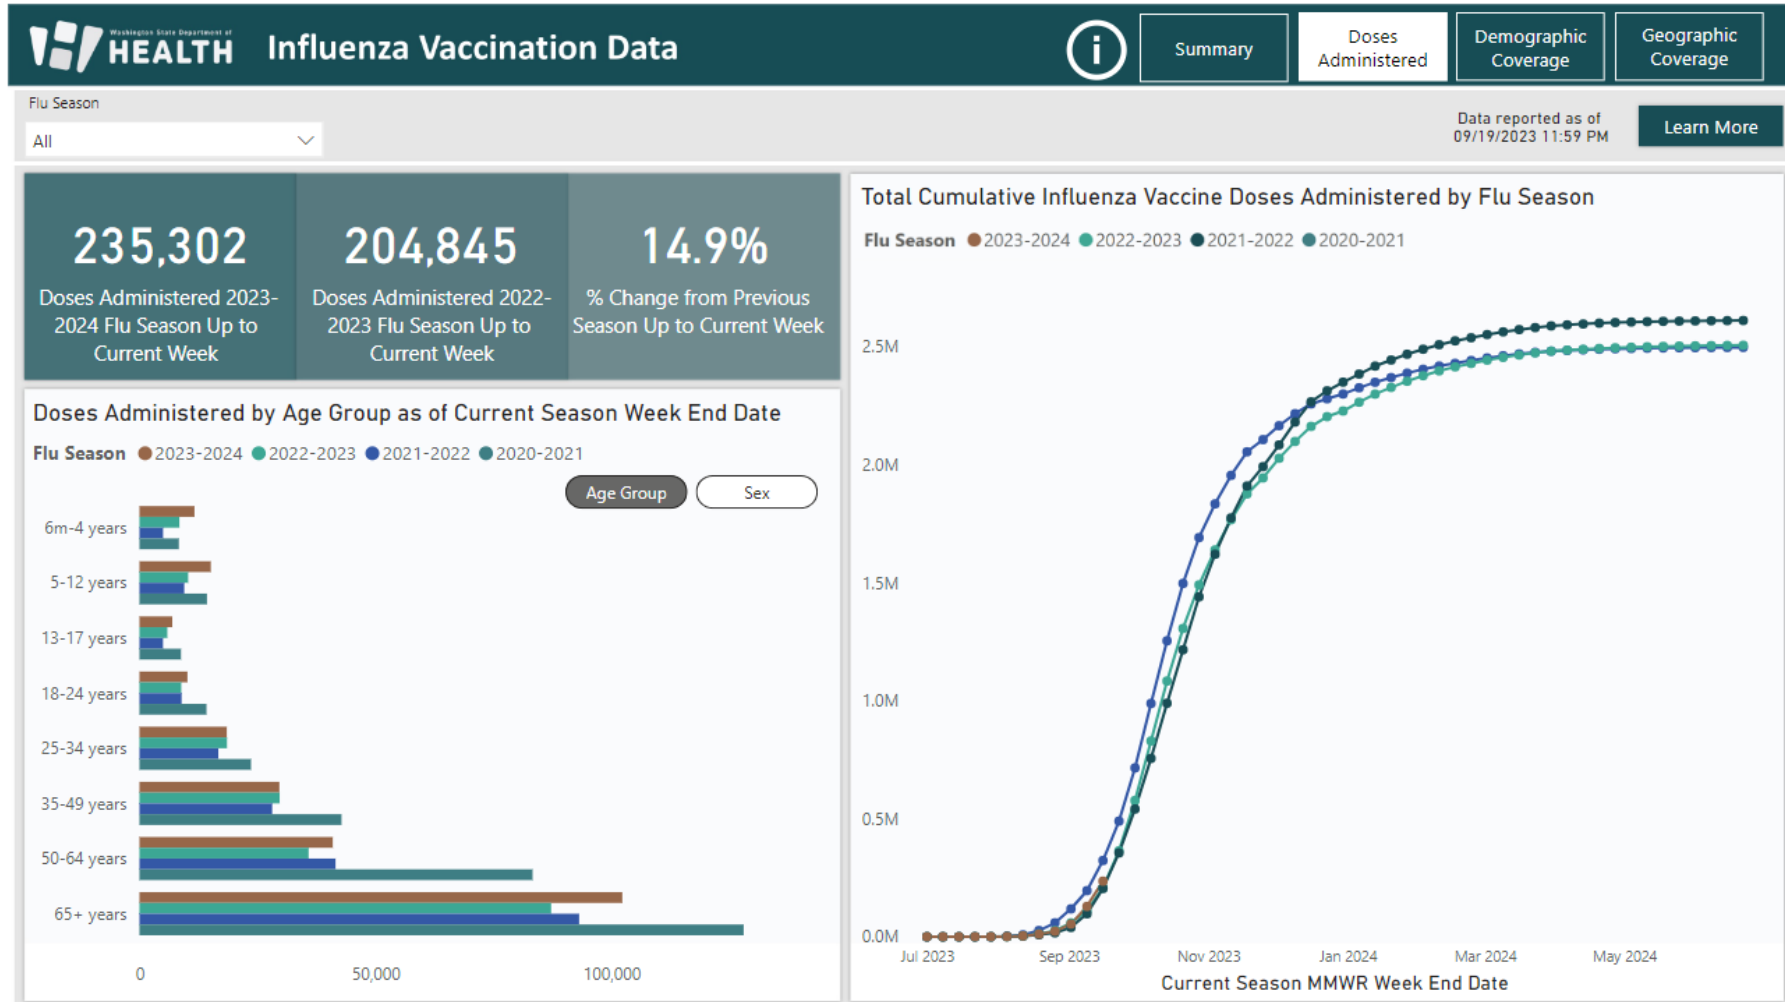 Washington State Department of
HEALTH
Influenza Vaccination Data
i
Summary
Doses
Administered
Demographic
Coverage
Geographic
Coverage
Flu Season
All
Data reported as of
09/19/2023 11:59 PM
Learn More
235,302
Doses Administered 2023-
2024 Flu Season Up to
Current Week
204,845
Doses Administered 2022-
2023 Flu Season Up to
Current Week
14.9%
% Change from Previous
Season Up to Current Week
Doses Administered by Age Group as of Current Season Week End Date
Flu Season 2023-2024 2022-2023 2021-2022 2020-2021
Age Group
Sex
6m-4 years
5-12 years
13-17 years
18-24 years
25-34 years
35-49 years
50-64 years
65+ years
0 50,000 100,000
Total Cumulative Influenza Vaccine Doses Administered by Flu Season
Flu Season 2023-2024 2022-2023 2021-2022 2020-2021
2.5M
2.0M
1.5M
1.0M
0.5M
0.0M
Jul 2023 Sep 2023 Nov 2023 Jan 2024 Mar 2024 May 2024
Current Season MMWR Week End Date